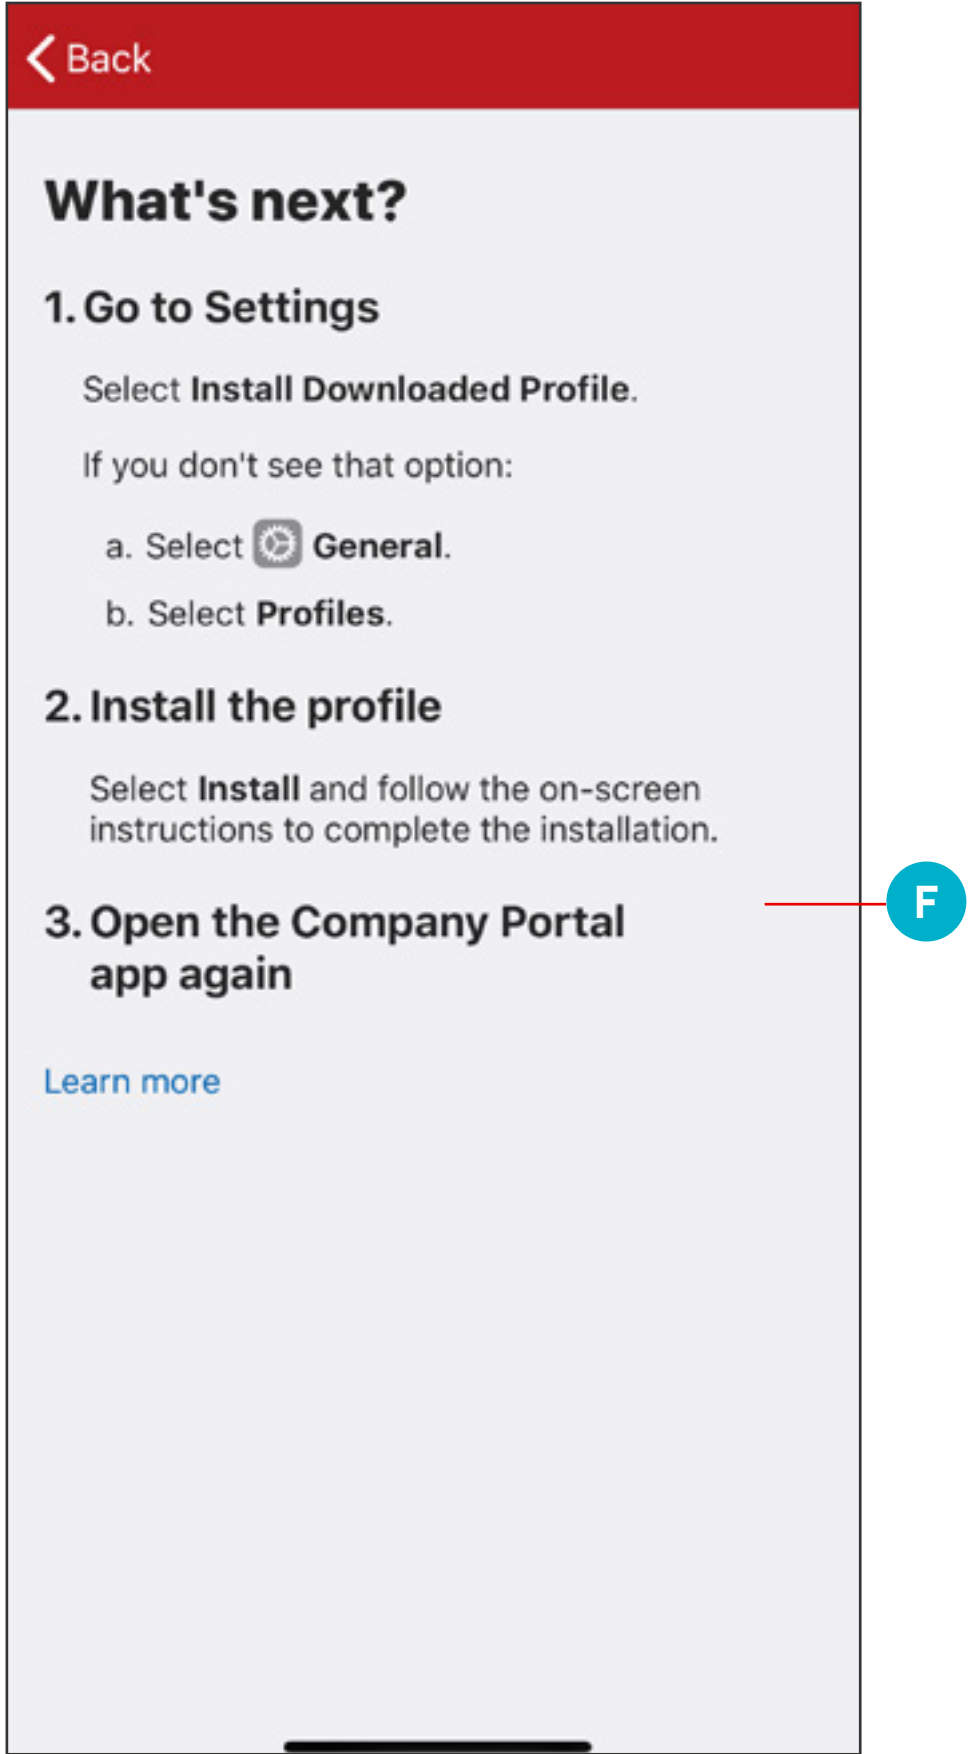 Back
What's next?
1. Go to Settings
Select Install Downloaded Profile.
If you don't see that option:
a. Select General.
b. Select Profiles.
2. Install the profile
Select Install and follow the on-screen
instructions to complete the installation.
F
3. Open the Company Portal
app again
Learn more